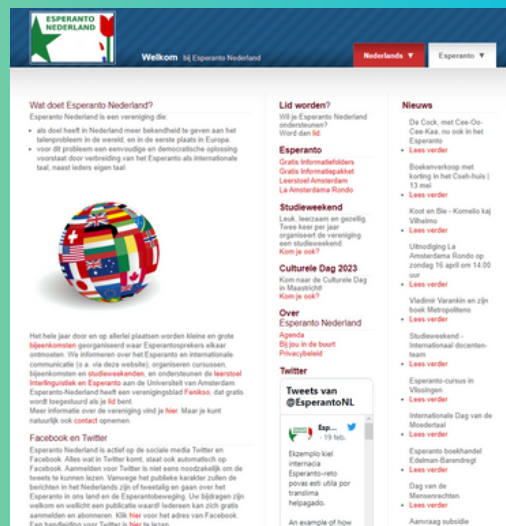 ESPERANTO
NEDERLAND
Welkom bij Esperanto Nederland
Nederlands ▼
Esperanto ▼
Wat doet Esperanto Nederland?
Esperanto Nederland is een vereniging die:
als doel heeft in Nederland meer bekendheid te geven aan het
talenprobleem in de wereld, en in de eerste plaats in Europa.
voor dit probleem een eenvoudige en democratische oplossing
voorstaat door verbreiding van het Esperanto als internationale
taal, naast ieders eigen taal.
Het hele jaar door en op allerlei plaatsen worden kleine en grote
bijeenkomsten georganiseerd waar Esperantosprekers elkaar
ontmoeten. We informeren over het Esperanto en internationale
communicatie (o.a. via deze website), organiseren cursussen,
bijeenkomsten en studieweekenden, en ondersteunen de leerstoel
Interlinguïstiek en Esperanto aan de Universiteit van Amsterdam.
Esperanto-Nederland heeft een verenigingsblad Fenikso, dat gratis
wordt toegestuurd als je lid bent.
Meer informatie over de vereniging vind je hier. Maar je kunt
natuurlijk ook contact opnemen.
Facebook en Twitter
Esperanto Nederland is actief op de sociale media Twitter en
Facebook. Alles wat in Twitter komt, staat ook automatisch op
Facebook. Aanmelden voor Twitter is niet eens noodzakelijk om de
tweets te kunnen lezen. Vanwege het publieke karakter zullen de
berichten in het Nederlands zijn of tweetalig en gaan over het
Esperanto in ons land en de Esperantobeweging. Uw bijdragen zijn
welkom en wellicht een publicatie waard! Iedereen kan zich gratis
aanmelden en abonneren. Klik hier voor het adres van Facebook.
Een handleiding voor Twitter is hier te lezen.
Lid worden?
Wil je Esperanto Nederland
ondersteunen?
Word dan lid.
Esperanto
Gratis Informatiefolders
Gratis Informatiepakket
Leerstoel Amsterdam
La Amsterdama Rondo
Studieweekend
Leuk, leerzaam en gezellig.
Twee keer per jaar
organiseert de vereniging
een studieweekend.
Kom je ook?
Culturele Dag 2023
Kom naar de Culturele Dag
in Maastricht!
Kom je ook?
Over
Esperanto Nederland
Agenda
Bij jou in de buurt
Privacybeleid
Twitter
Tweets van
@EsperantoNL
Esp...
· 19 feb.
Ekzemplo kiel
internacia
Esperanto-reto
povas esti utila por
translima
helpagado.
An example of how
Nieuws
De Cock, met Cee-Oo-
Cee-Kaa, nu ook in het
Esperanto
Lees verder
Boekenverkoop met
korting in het Cseh-huis |
13 mei
Lees verder
Koot en Bie - Kornelio kaj
Vilhelmo
Lees verder
Uitnodiging La
Amsterdama Rondo op
zondag 16 april om 14.00
uur
Lees verder
Vladimir Varankin en zijn
boek Metropoliteno
Lees verder
Studieweekend -
Internationaal docenten-
team
Lees verder
Esperanto-cursus in
Vlissingen
Lees verder
Internationale Dag van de
Moedertaal
Lees verder
Esperanto boekhandel
Edelman-Barendregt
Lees verder
Dag van de
Mensenrechten
Lees verder
Aanvraag subsidie